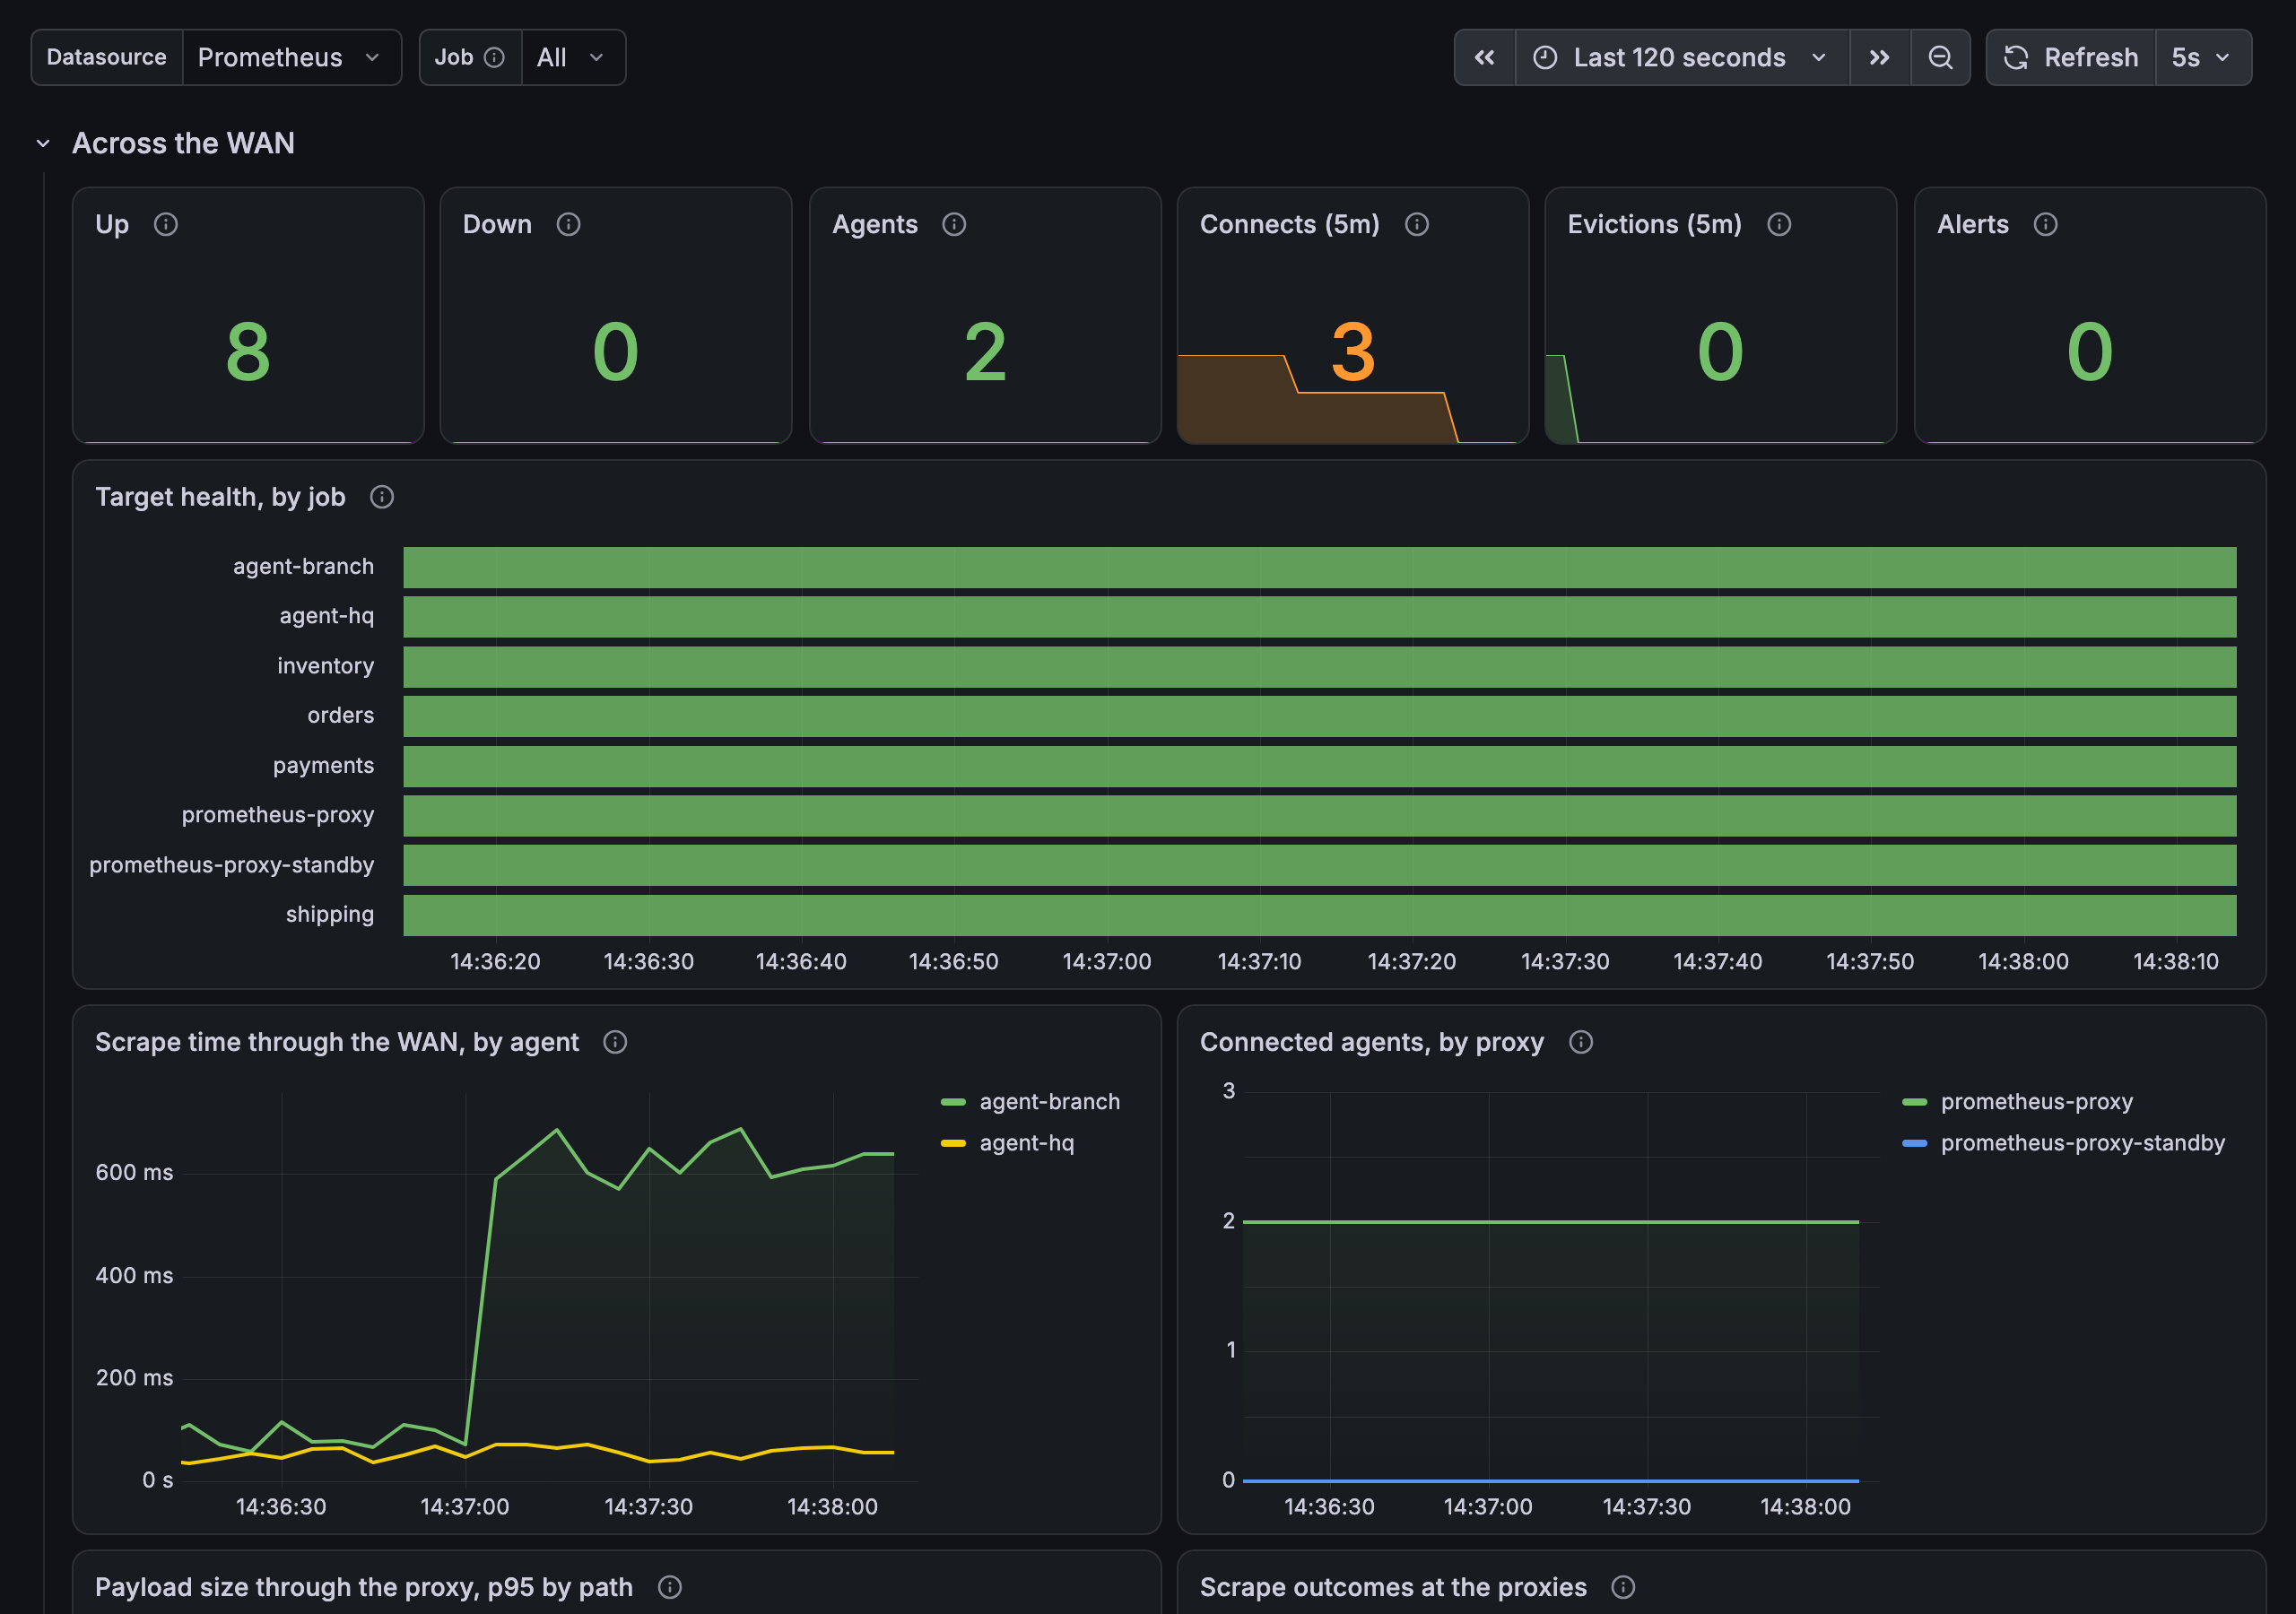 Datasource Prometheus Job All Last 120 seconds Refresh 5s
Across the WAN
Up Down Agents Connects (5m) Evictions (5m) Alerts
8 0 2 3 0 0
Target health, by job
agent-branch
agent-hq
inventory
orders
payments
prometheus-proxy
prometheus-proxy-standby
shipping
14:36:20 14:36:30 14:36:40 14:36:50 14:37:00 14:37:10 14:37:20 14:37:30 14:37:40 14:37:50 14:38:00 14:38:10
Scrape time through the WAN, by agent
600 ms
400 ms
200 ms
0 s
14:36:30 14:37:00 14:37:30 14:38:00
agent-branch
agent-hq
Connected agents, by proxy
3
2
1
0
14:36:30 14:37:00 14:37:30 14:38:00
prometheus-proxy
prometheus-proxy-standby
Payload size through the proxy, p95 by path
Scrape outcomes at the proxies